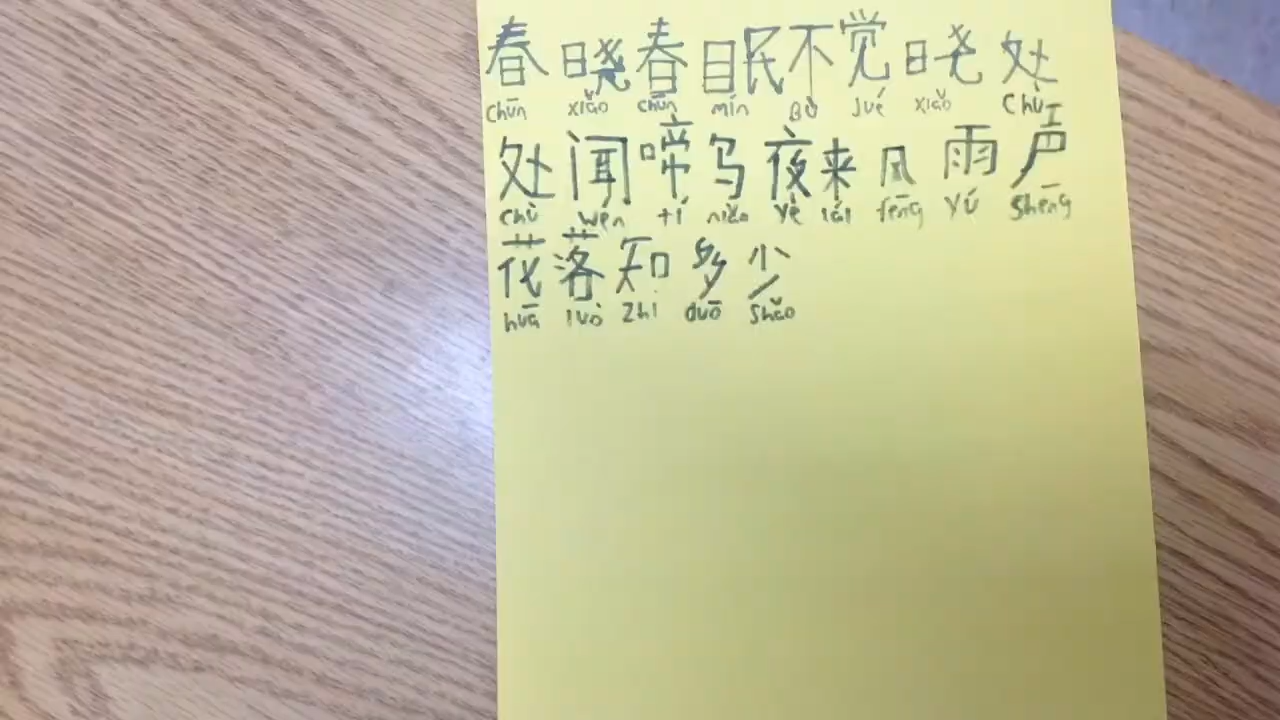 春晓春眠不觉晓处
chūn xiǎo chūn mín Bù Jué xiǎo chù
处闻啼鸟夜来风雨声
chù wén tí niǎo yè lái fēng yǔ shēng
花落知多少
huā luò zhī duō shǎo